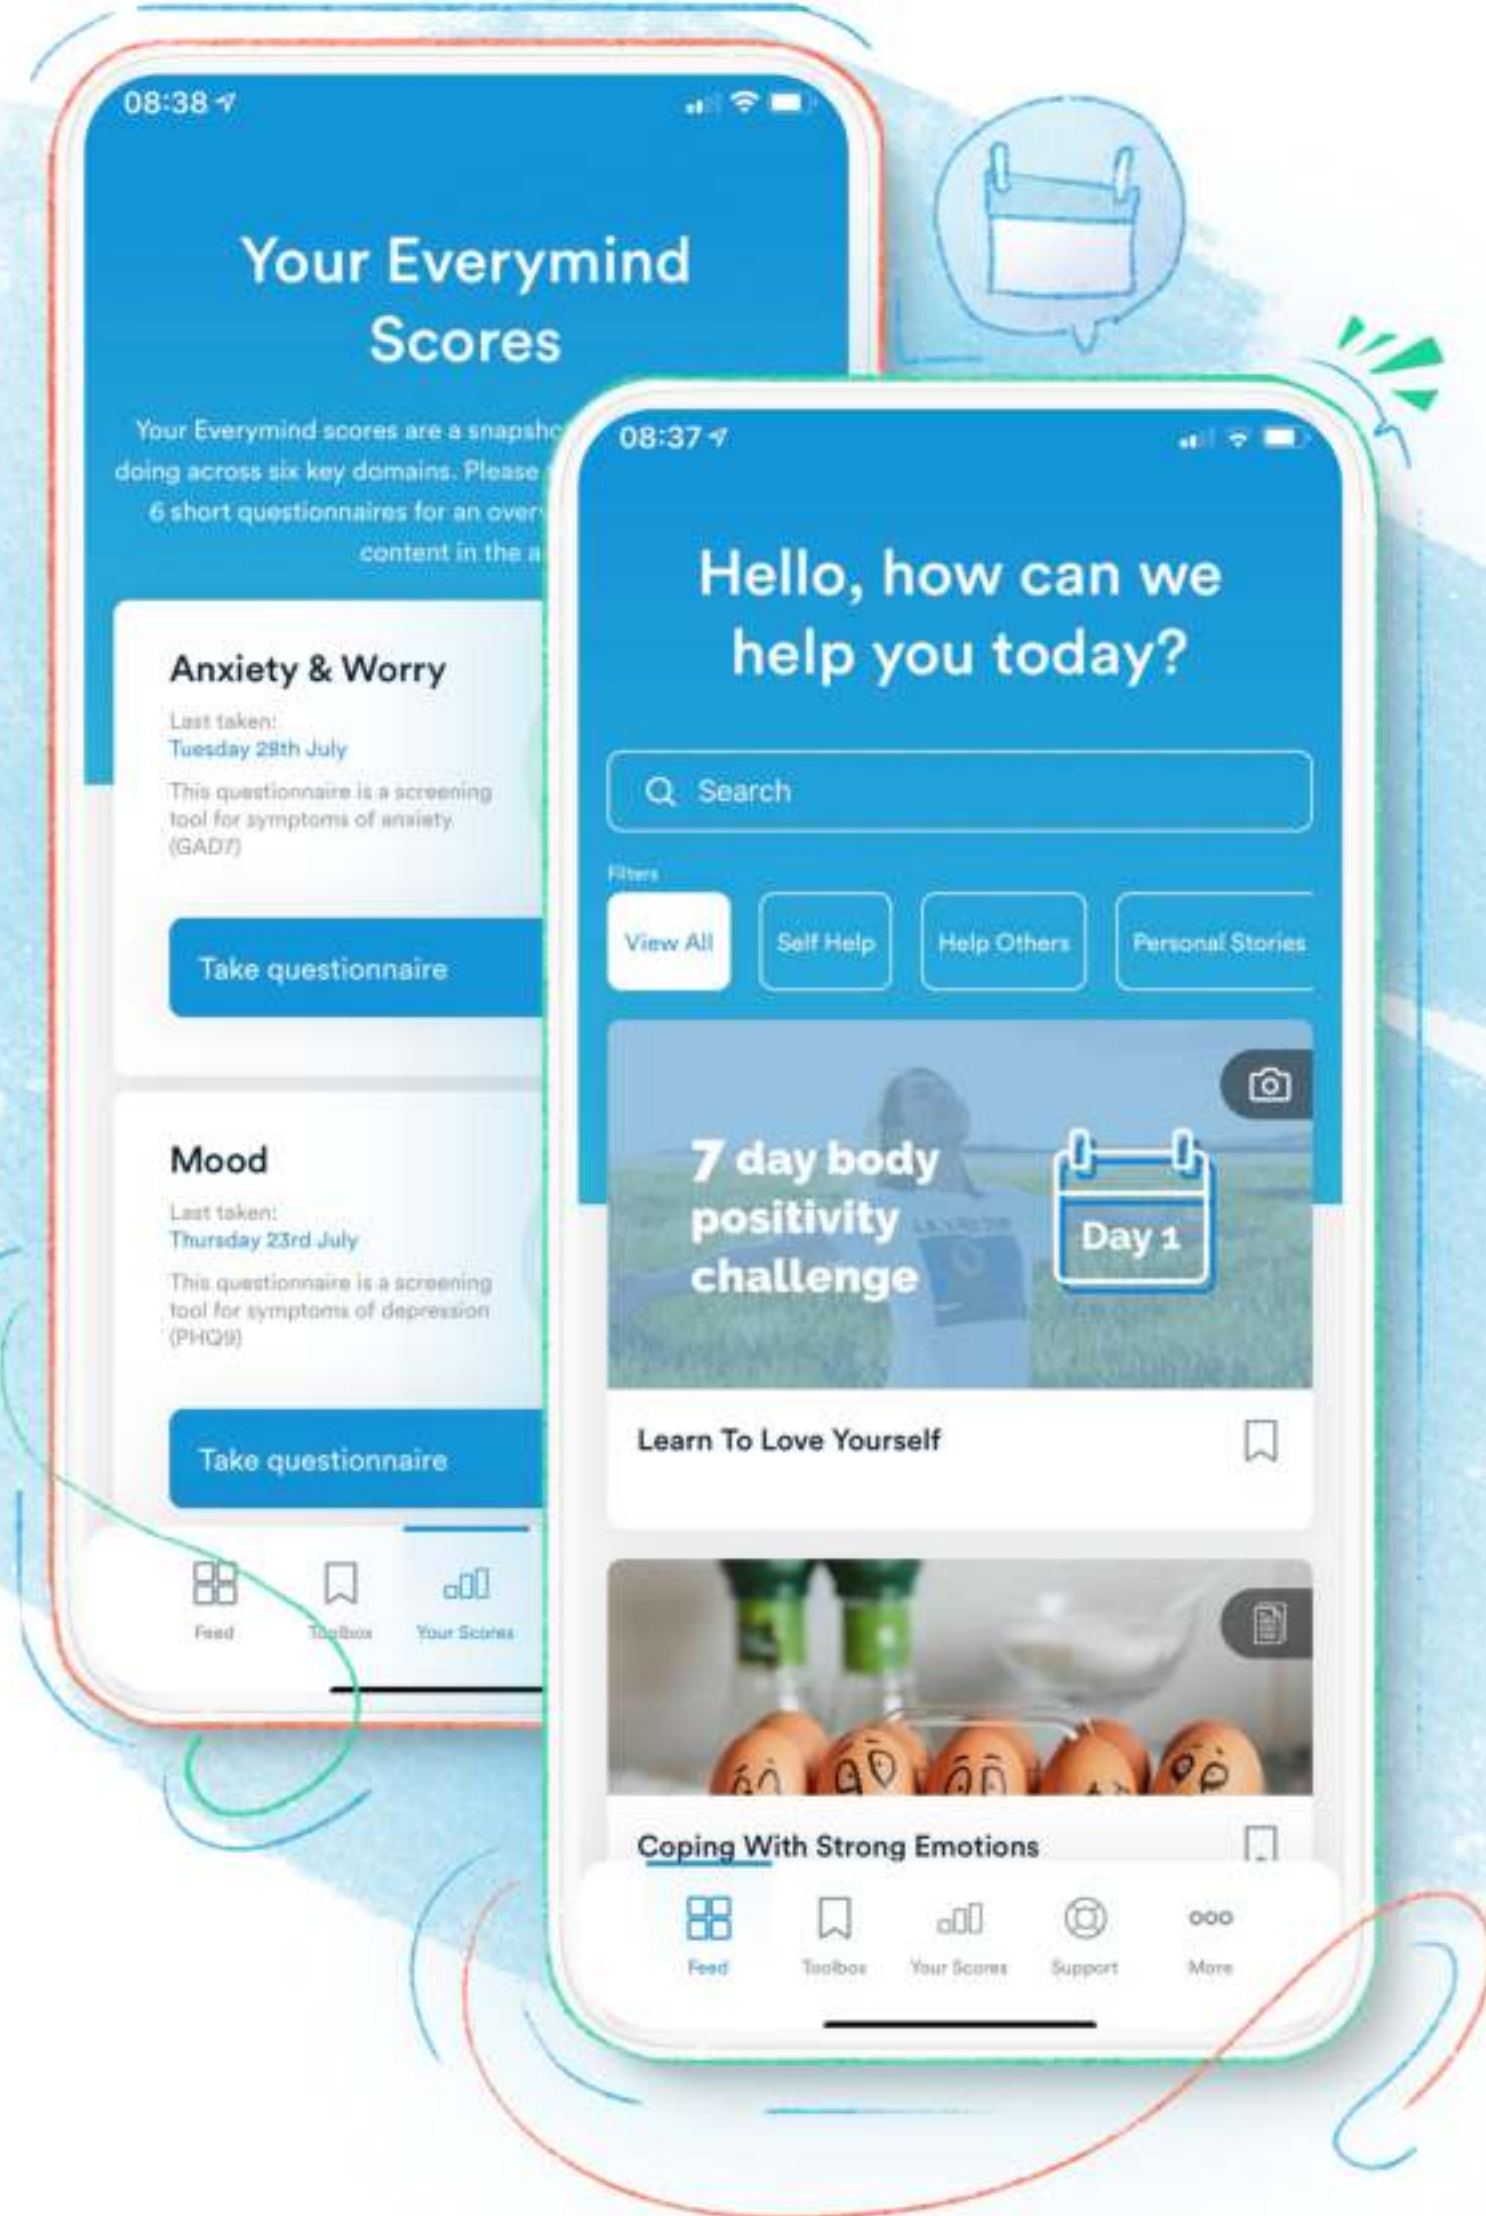 08:38
Your Everymind
Scores
Your Everymind scores are a
doing across six key domains. Please
6 short questionnaires for an
content in the
Anxiety & Worry
Last taken:
Tuesday 28th July
This questionnaire is a screening
tool for symptoms of anxiety
(GAD7)
Take questionnaire
Mood
Last taken:
Thursday 23rd July
This questionnaire is a screening
tool for symptoms of depression
(PHQ9)
Take questionnaire
Feed
Toolbox
Your Scores
08:37
Hello, how can we
help you today?
Search
Filters
View All
Self Help
Help Others
Personal Stories
7 day body
positivity
challenge
Day 1
Learn To Love Yourself
Coping With Strong Emotions
Feed
Toolbox
Your Scores
Support
More